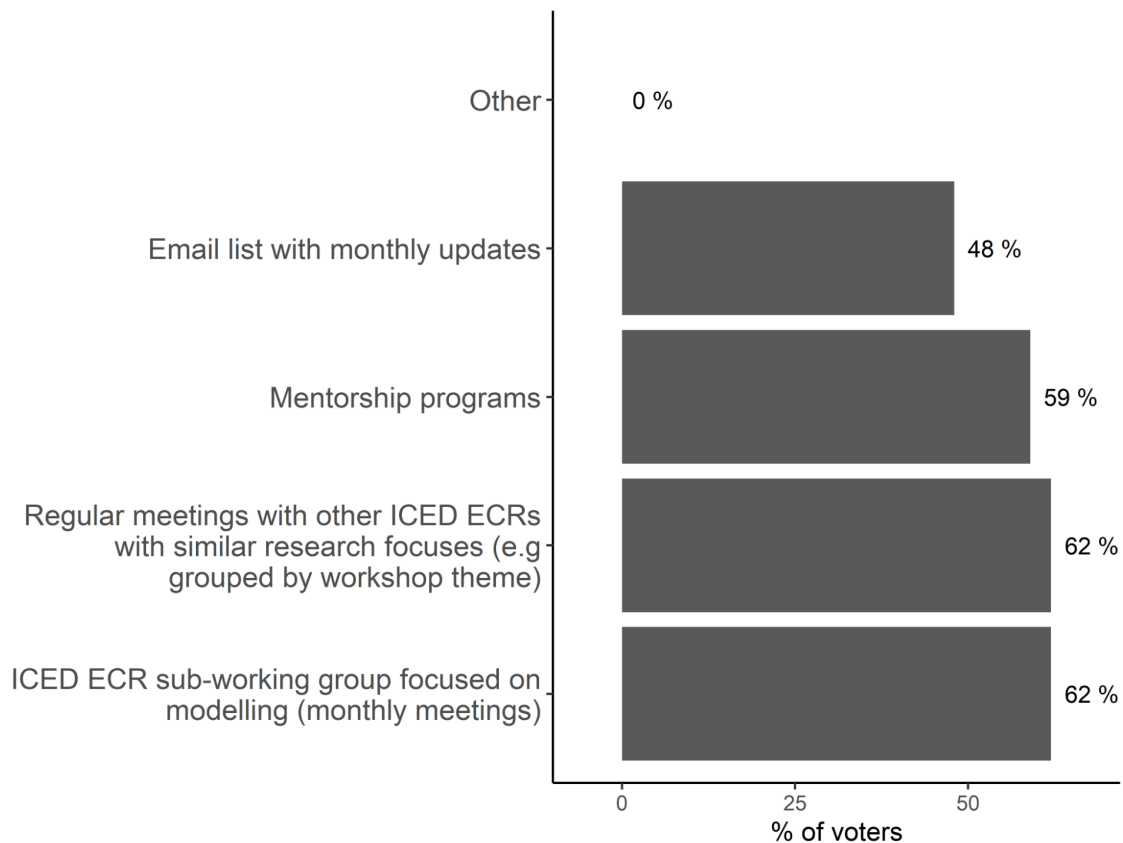 Other
0 %
Email list with monthly updates
48 %
Mentorship programs
59 %
Regular meetings with other ICED ECRs
with similar research focuses (e.g
grouped by workshop theme)
62 %
ICED ECR sub-working group focused on
modelling (monthly meetings)
62 %
0
25
50
% of voters